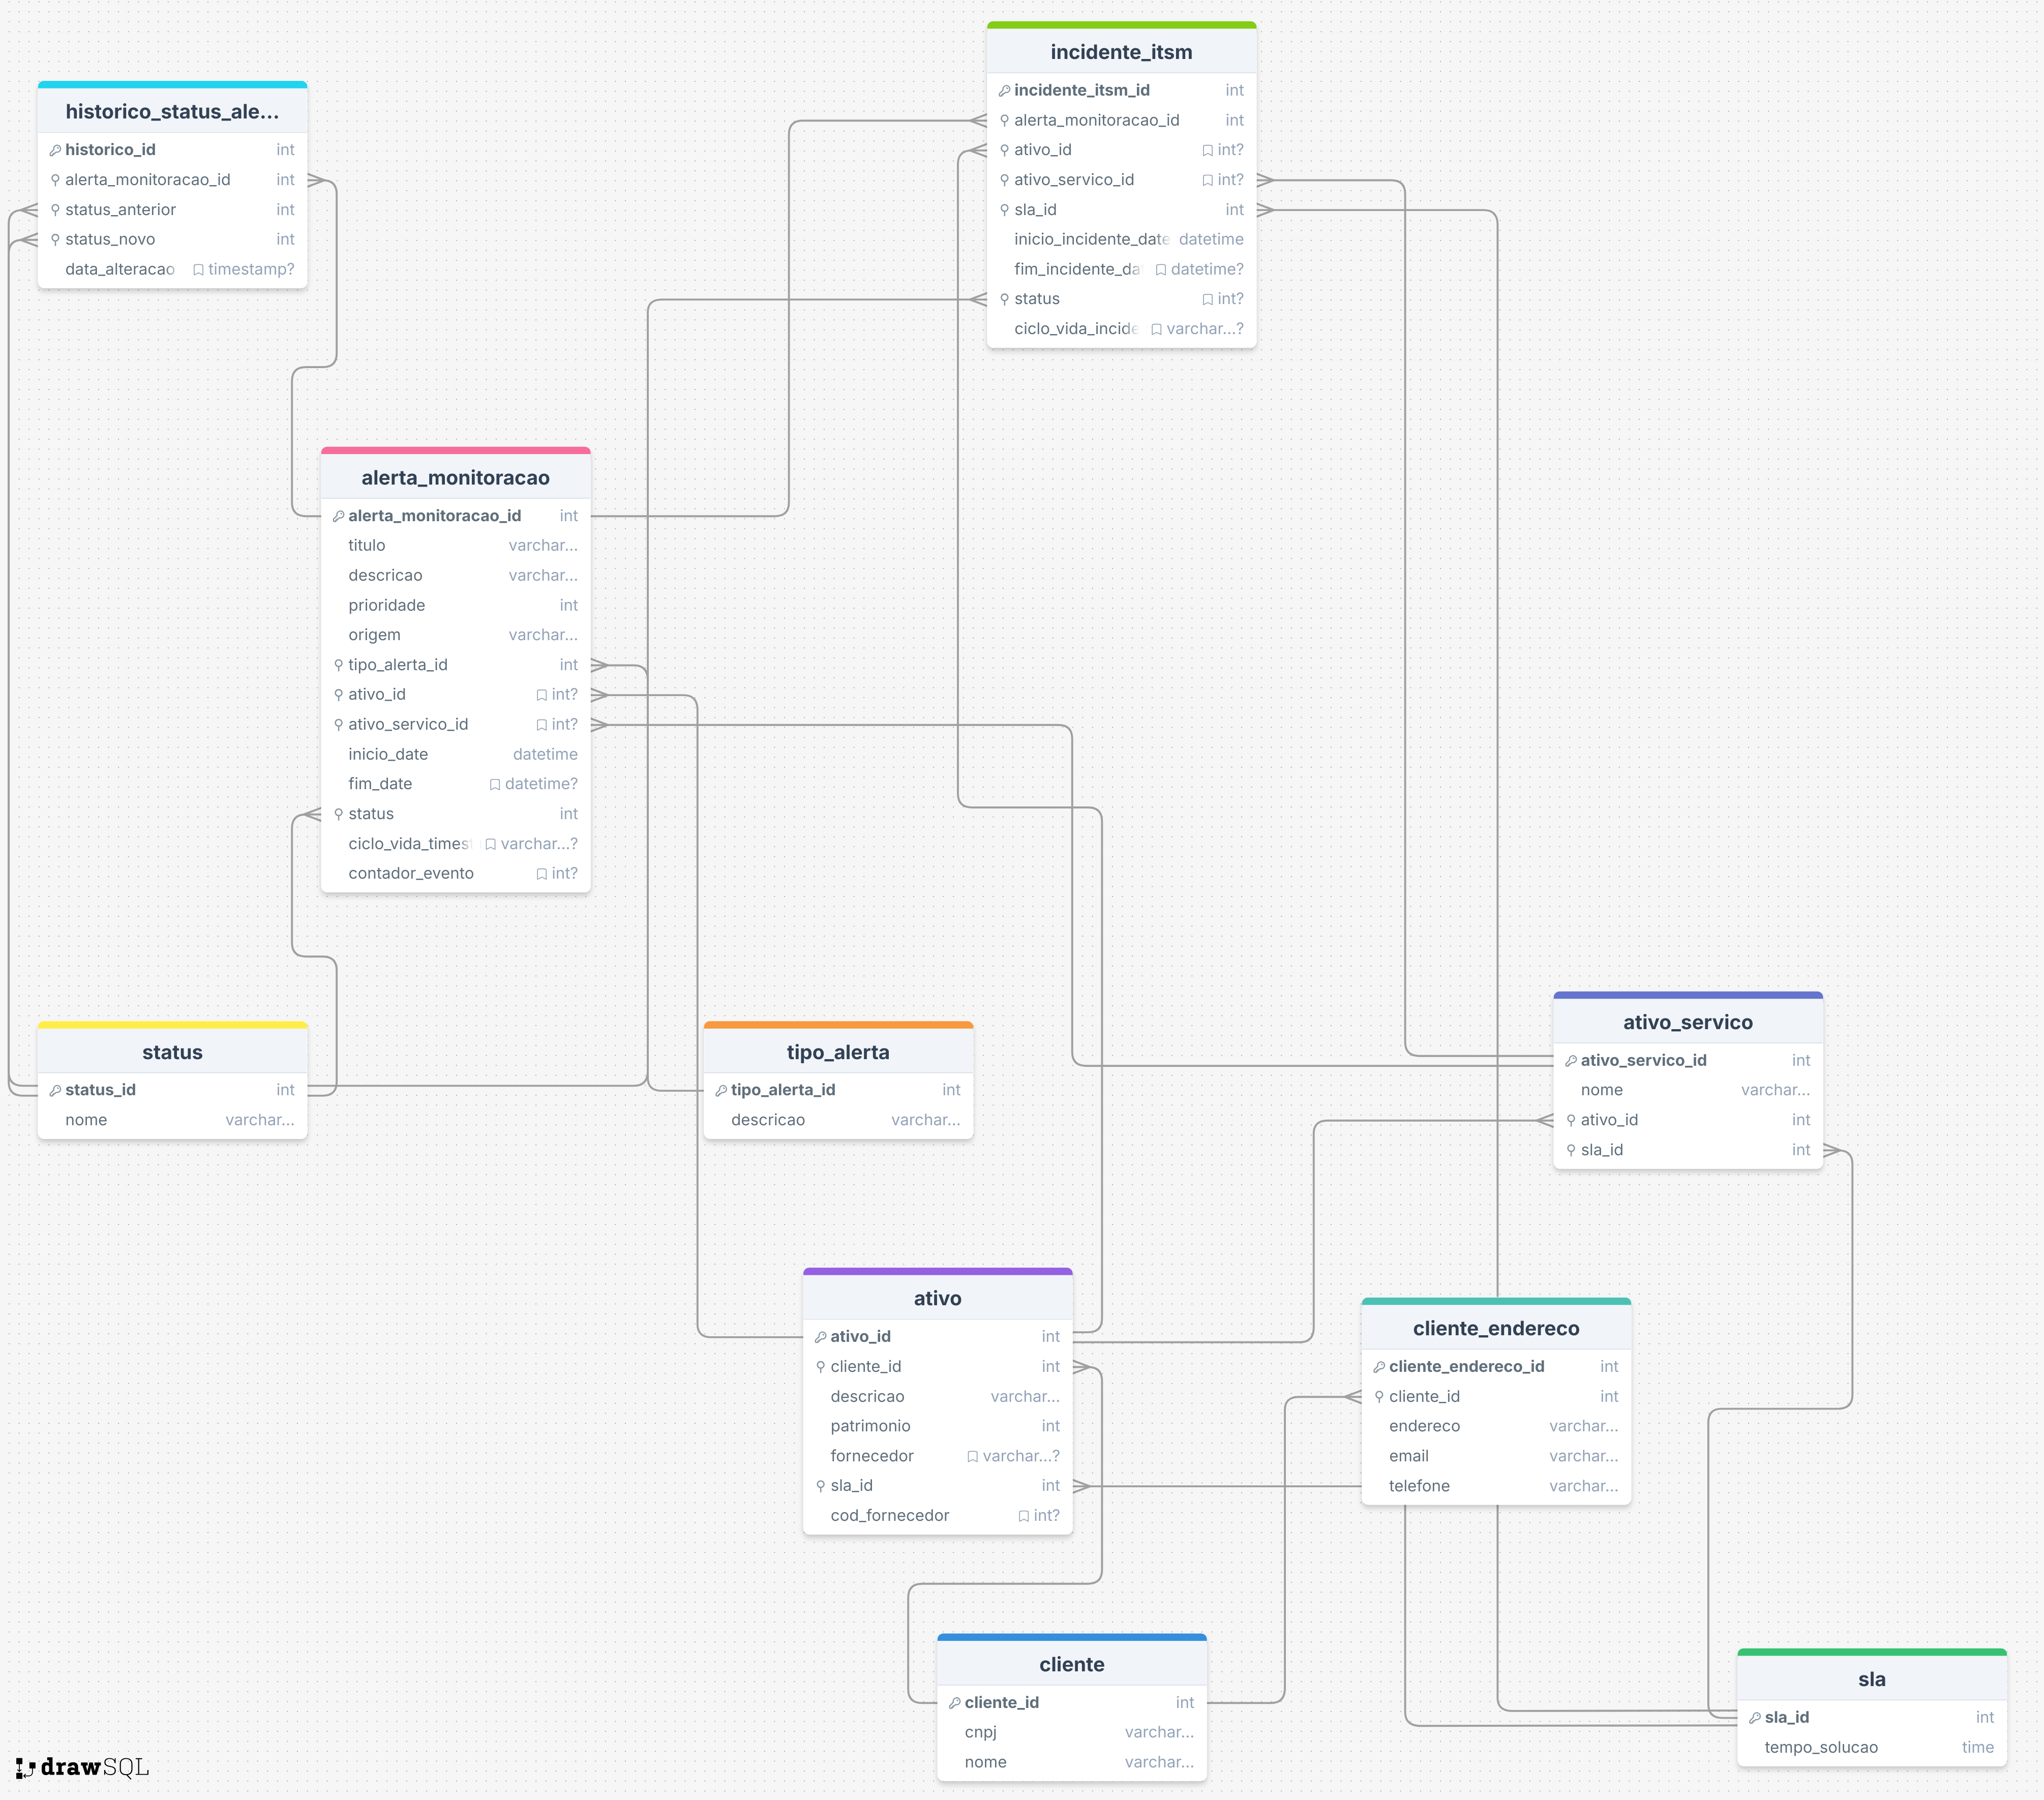 incidente_itsm
incidente_itsm_id int
alerta_monitoracao_id int
ativo_id int?
ativo_servico_id int?
sla_id int
inicio_incidente_date datetime
fim_incidente_da datetime?
status int?
ciclo_vida_incide varchar...?
historico_status_ale...
historico_id int
alerta_monitoracao_id int
status_anterior int
status_novo int
data_alteracao timestamp?
alerta_monitoracao
alerta_monitoracao_id int
titulo varchar...
descricao varchar...
prioridade int
origem varchar...
tipo_alerta_id int
ativo_id int?
ativo_servico_id int?
inicio_date datetime
fim_date datetime?
status int
ciclo_vida_times varchar...?
contador_evento int?
status
status_id int
nome varchar...
tipo_alerta
tipo_alerta_id int
descricao varchar...
ativo_servico
ativo_servico_id int
nome varchar...
ativo_id int
sla_id int
ativo
ativo_id int
cliente_id int
descricao varchar...
patrimonio int
fornecedor varchar...?
sla_id int
cod_fornecedor int?
cliente_endereco
cliente_endereco_id int
cliente_id int
endereco varchar...
email varchar...
telefone varchar...
cliente
cliente_id int
cnpj varchar...
nome varchar...
sla
sla_id int
tempo_solucao time
drawSQL